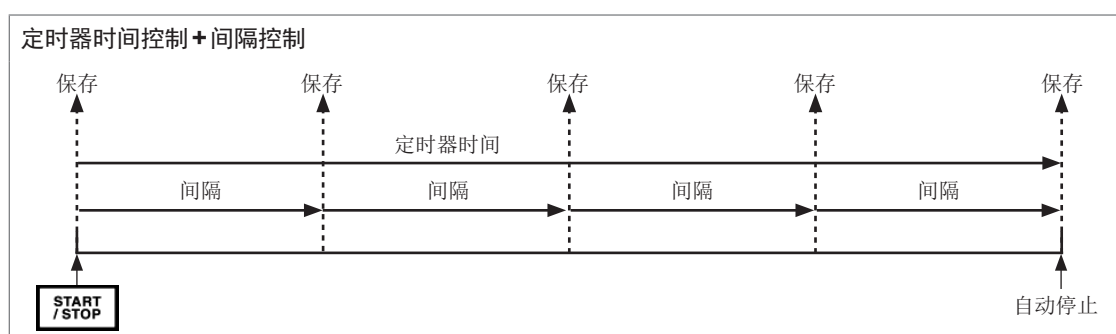 定时器时间控制+间隔控制
保存 保存 保存 保存 保存
定时器时间
间隔 间隔 间隔 间隔
START
/ STOP
自动停止